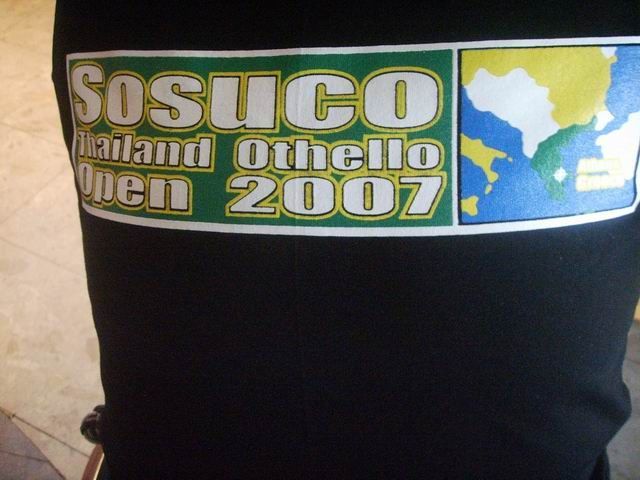 Sosuco
Thailand Othello
Open 2007